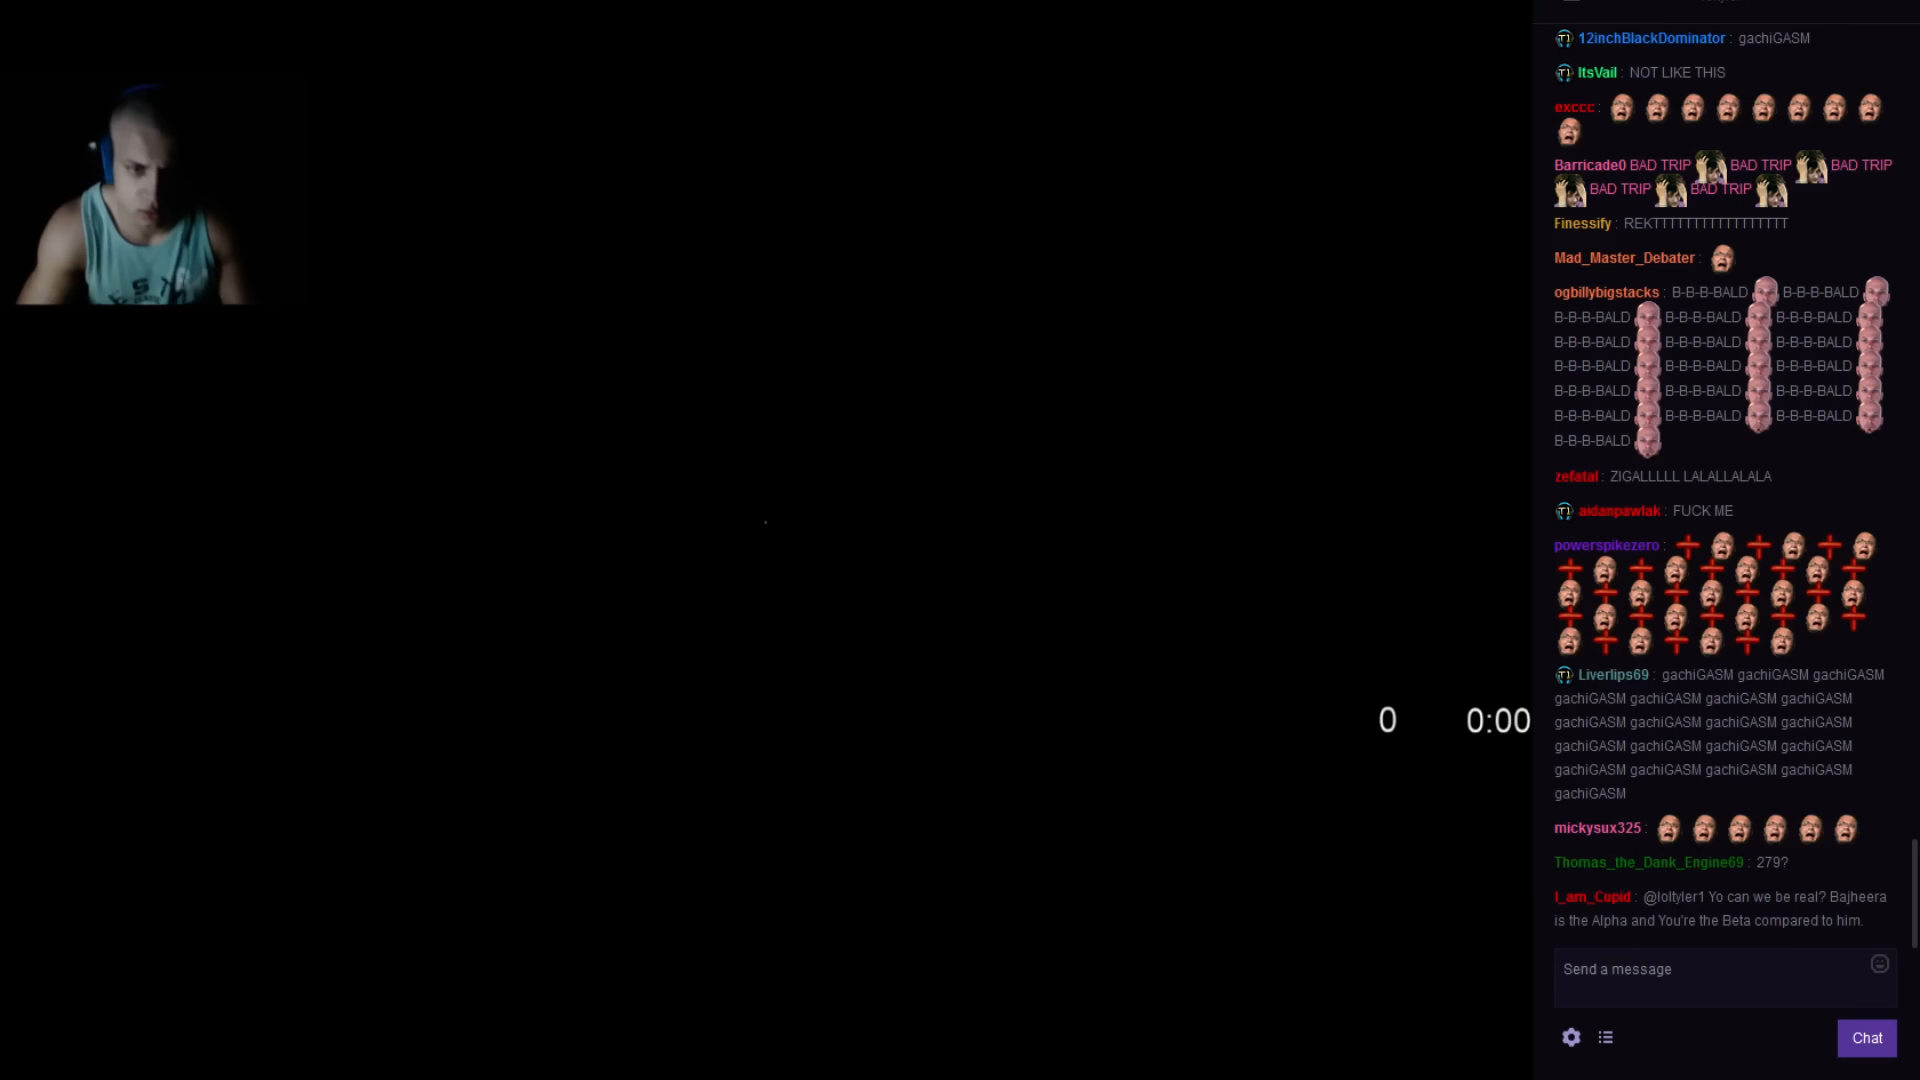 12inchBlackDominator : gachiGASM
ItsVail : NOT LIKE THIS
exccc :
Barricade0 BAD TRIP BAD TRIP BAD TRIP
BAD TRIP BAD TRIP
Finessify : REKTTTTTTTTTTTTTTTTTT
Mad_Master_Debater :
ogbillybigstacks : B-B-B-BALD B-B-B-BALD
B-B-B-BALD B-B-B-BALD B-B-B-BALD
B-B-B-BALD B-B-B-BALD B-B-B-BALD
B-B-B-BALD B-B-B-BALD B-B-B-BALD
B-B-B-BALD B-B-B-BALD B-B-B-BALD
B-B-B-BALD B-B-B-BALD B-B-B-BALD
B-B-B-BALD
zefatal : ZIGALLLLL LALALLALALA
aidanpawlak : FUCK ME
powerspikezero :
Liverlips69 : gachiGASM gachiGASM gachiGASM
gachiGASM gachiGASM gachiGASM gachiGASM
gachiGASM gachiGASM gachiGASM gachiGASM
gachiGASM gachiGASM gachiGASM gachiGASM
gachiGASM gachiGASM gachiGASM gachiGASM
gachiGASM
mickysux325 :
Thomas_the_Dank_Engine69 : 279?
I_am_Cupid : @loltyler1 Yo can we be real? Bajheera
is the Alpha and You're the Beta compared to him.
Send a message
Chat
0 0:00